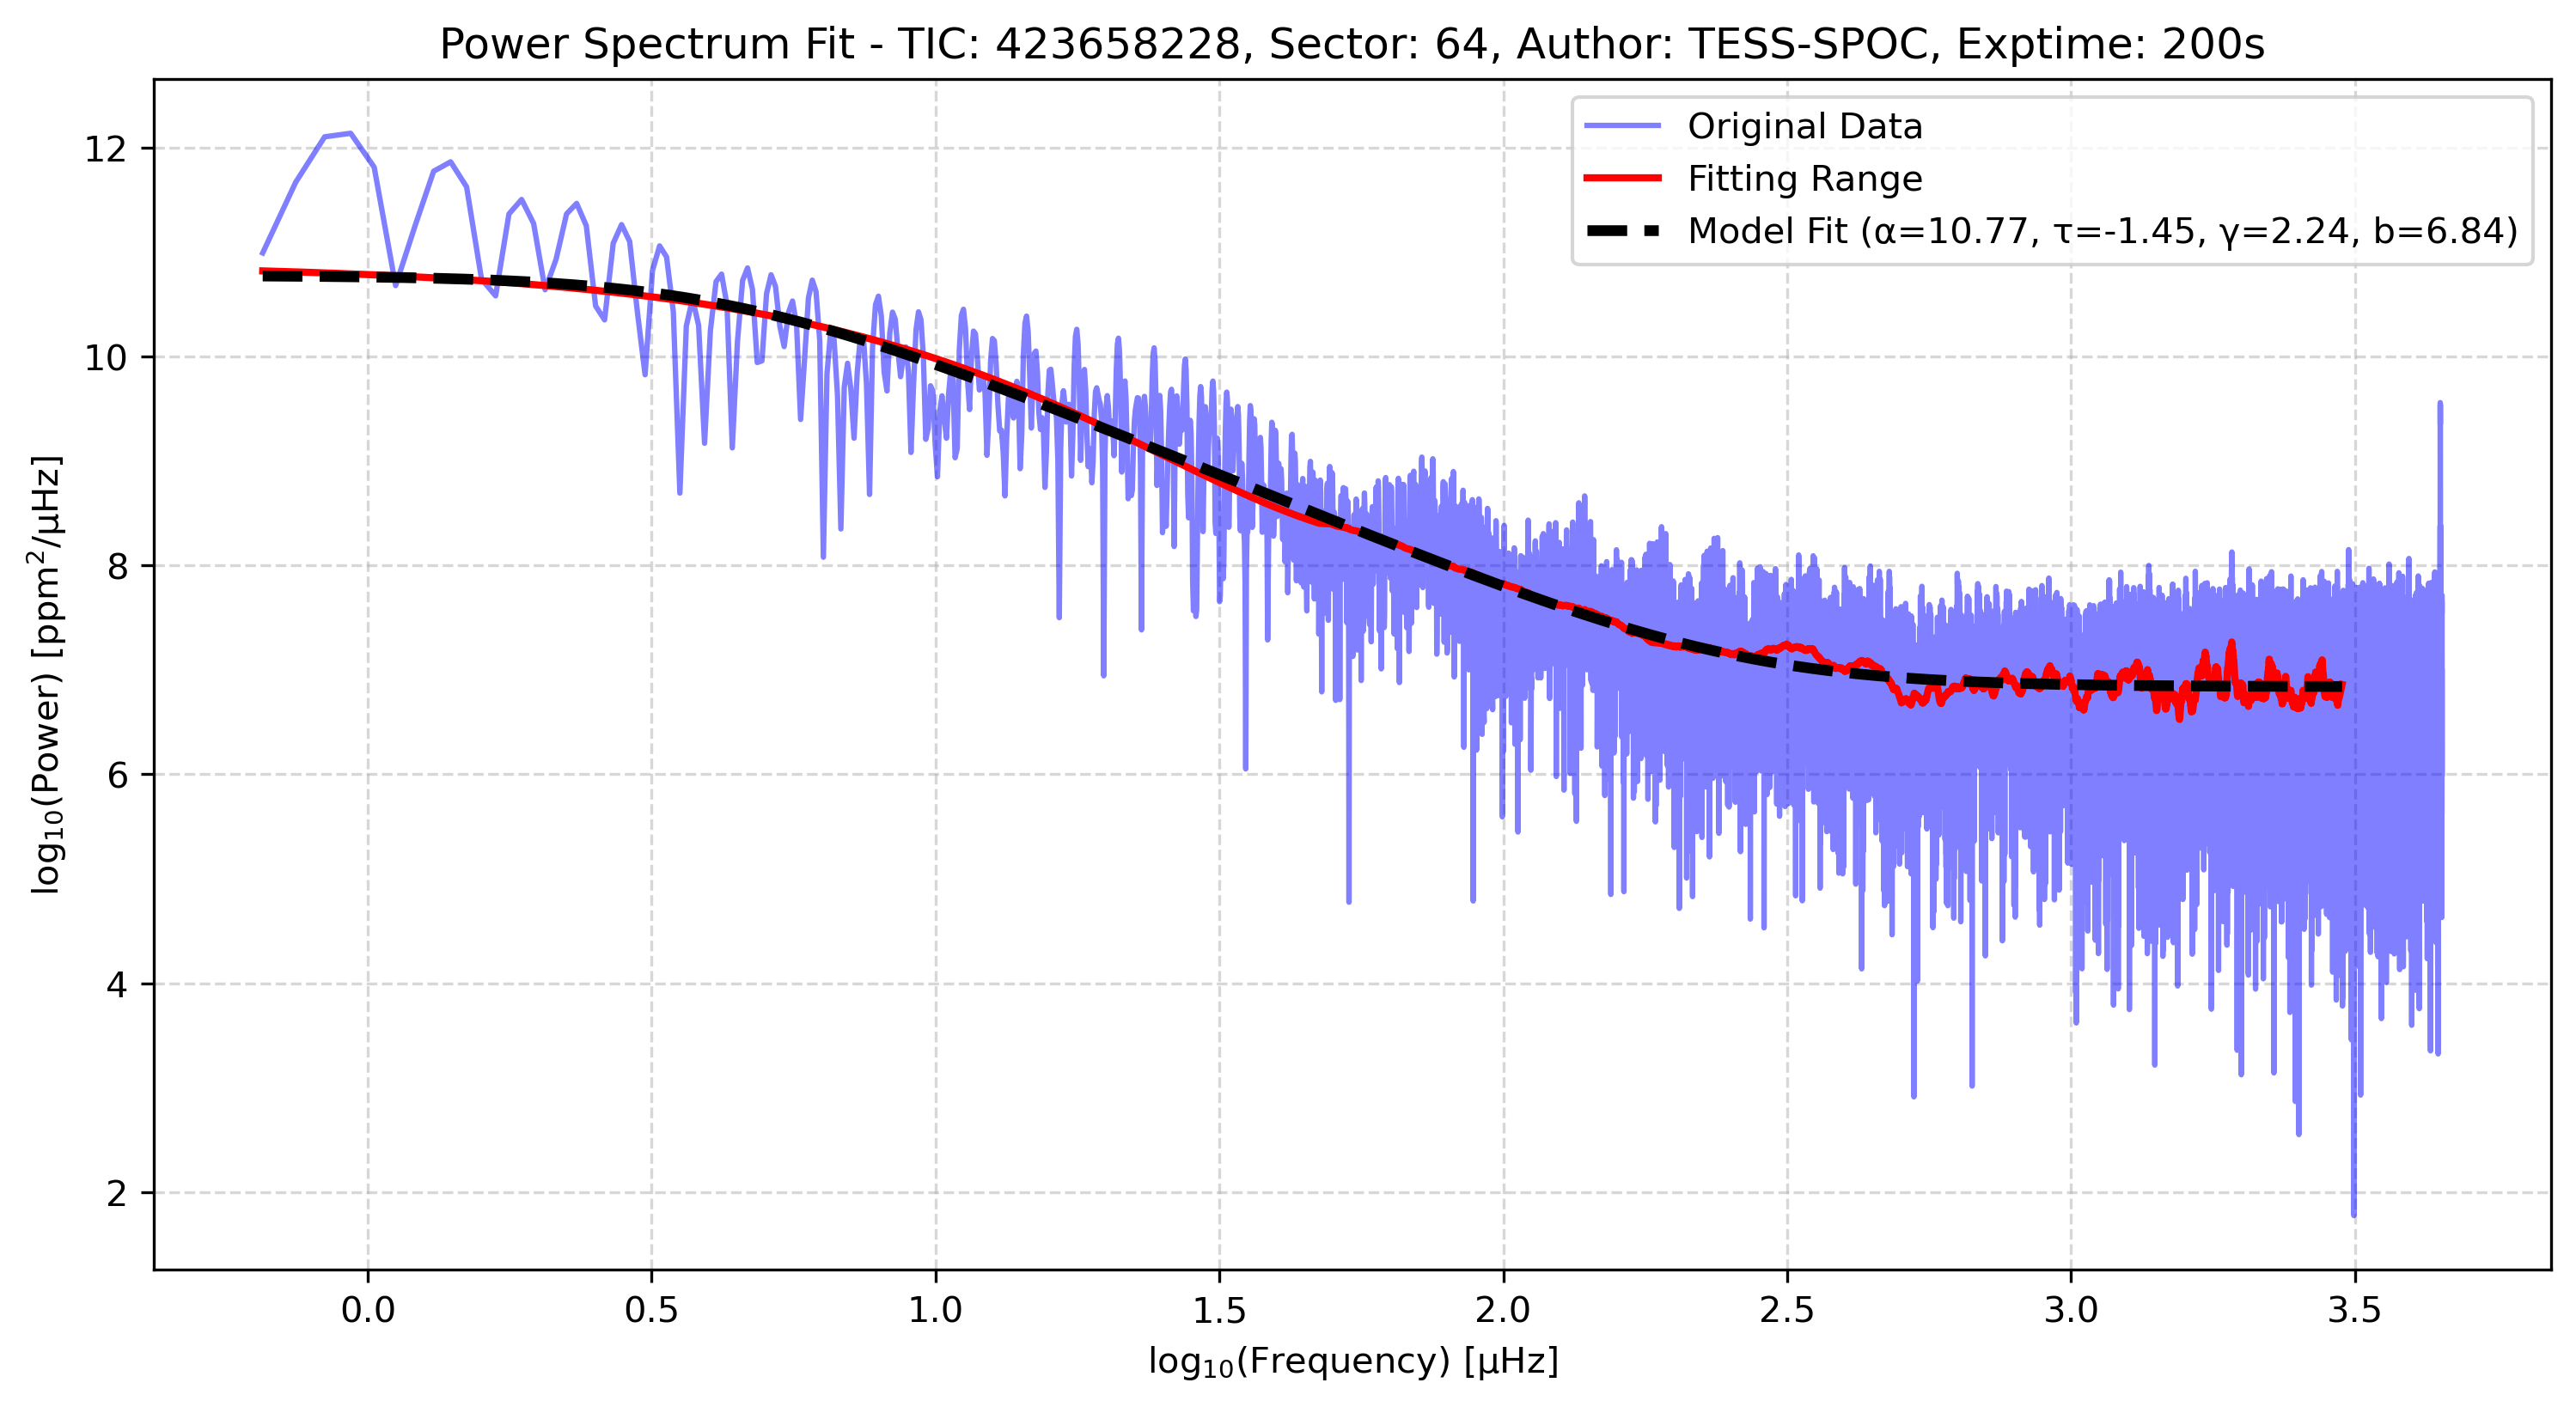 Power Spectrum Fit - TIC: 423658228, Sector: 64, Author: TESS-SPOC, Exptime: 200s
Original Data
Fitting Range
Model Fit (α=10.77, τ=-1.45, γ=2.24, b=6.84)
log₁₀(Power) [ppm²/μHz]
12
10
8
6
4
2
0.0 0.5 1.0 1.5 2.0 2.5 3.0 3.5
log₁₀(Frequency) [μHz]